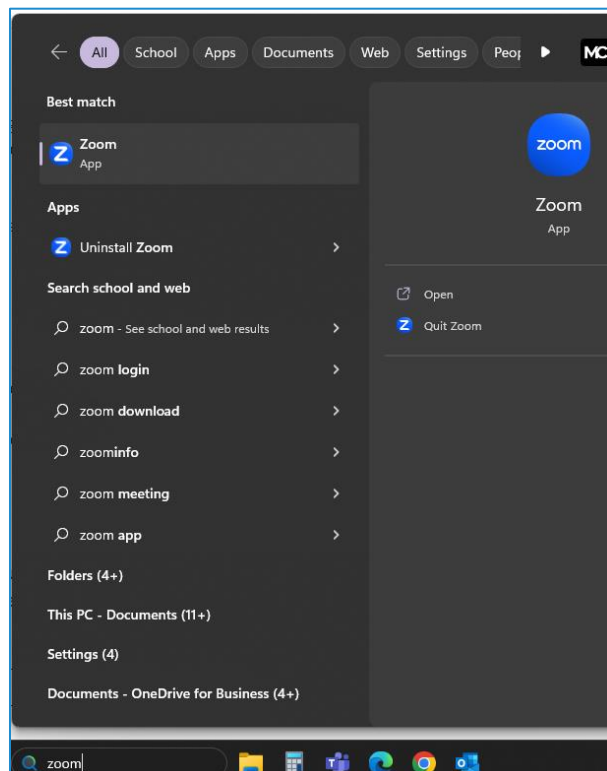 All School Apps Documents Web Settings
MC
Best match
Zoom
App
Apps
Uninstall Zoom
Search school and web
zoom - See school and web results
zoom login
zoom download
zoominfo
zoom meeting
zoom app
Folders (4+)
This PC - Documents (11+)
Settings (4)
Documents - OneDrive for Business (4+)
zoom
Zoom
App
Open
Quit Zoom
zoom